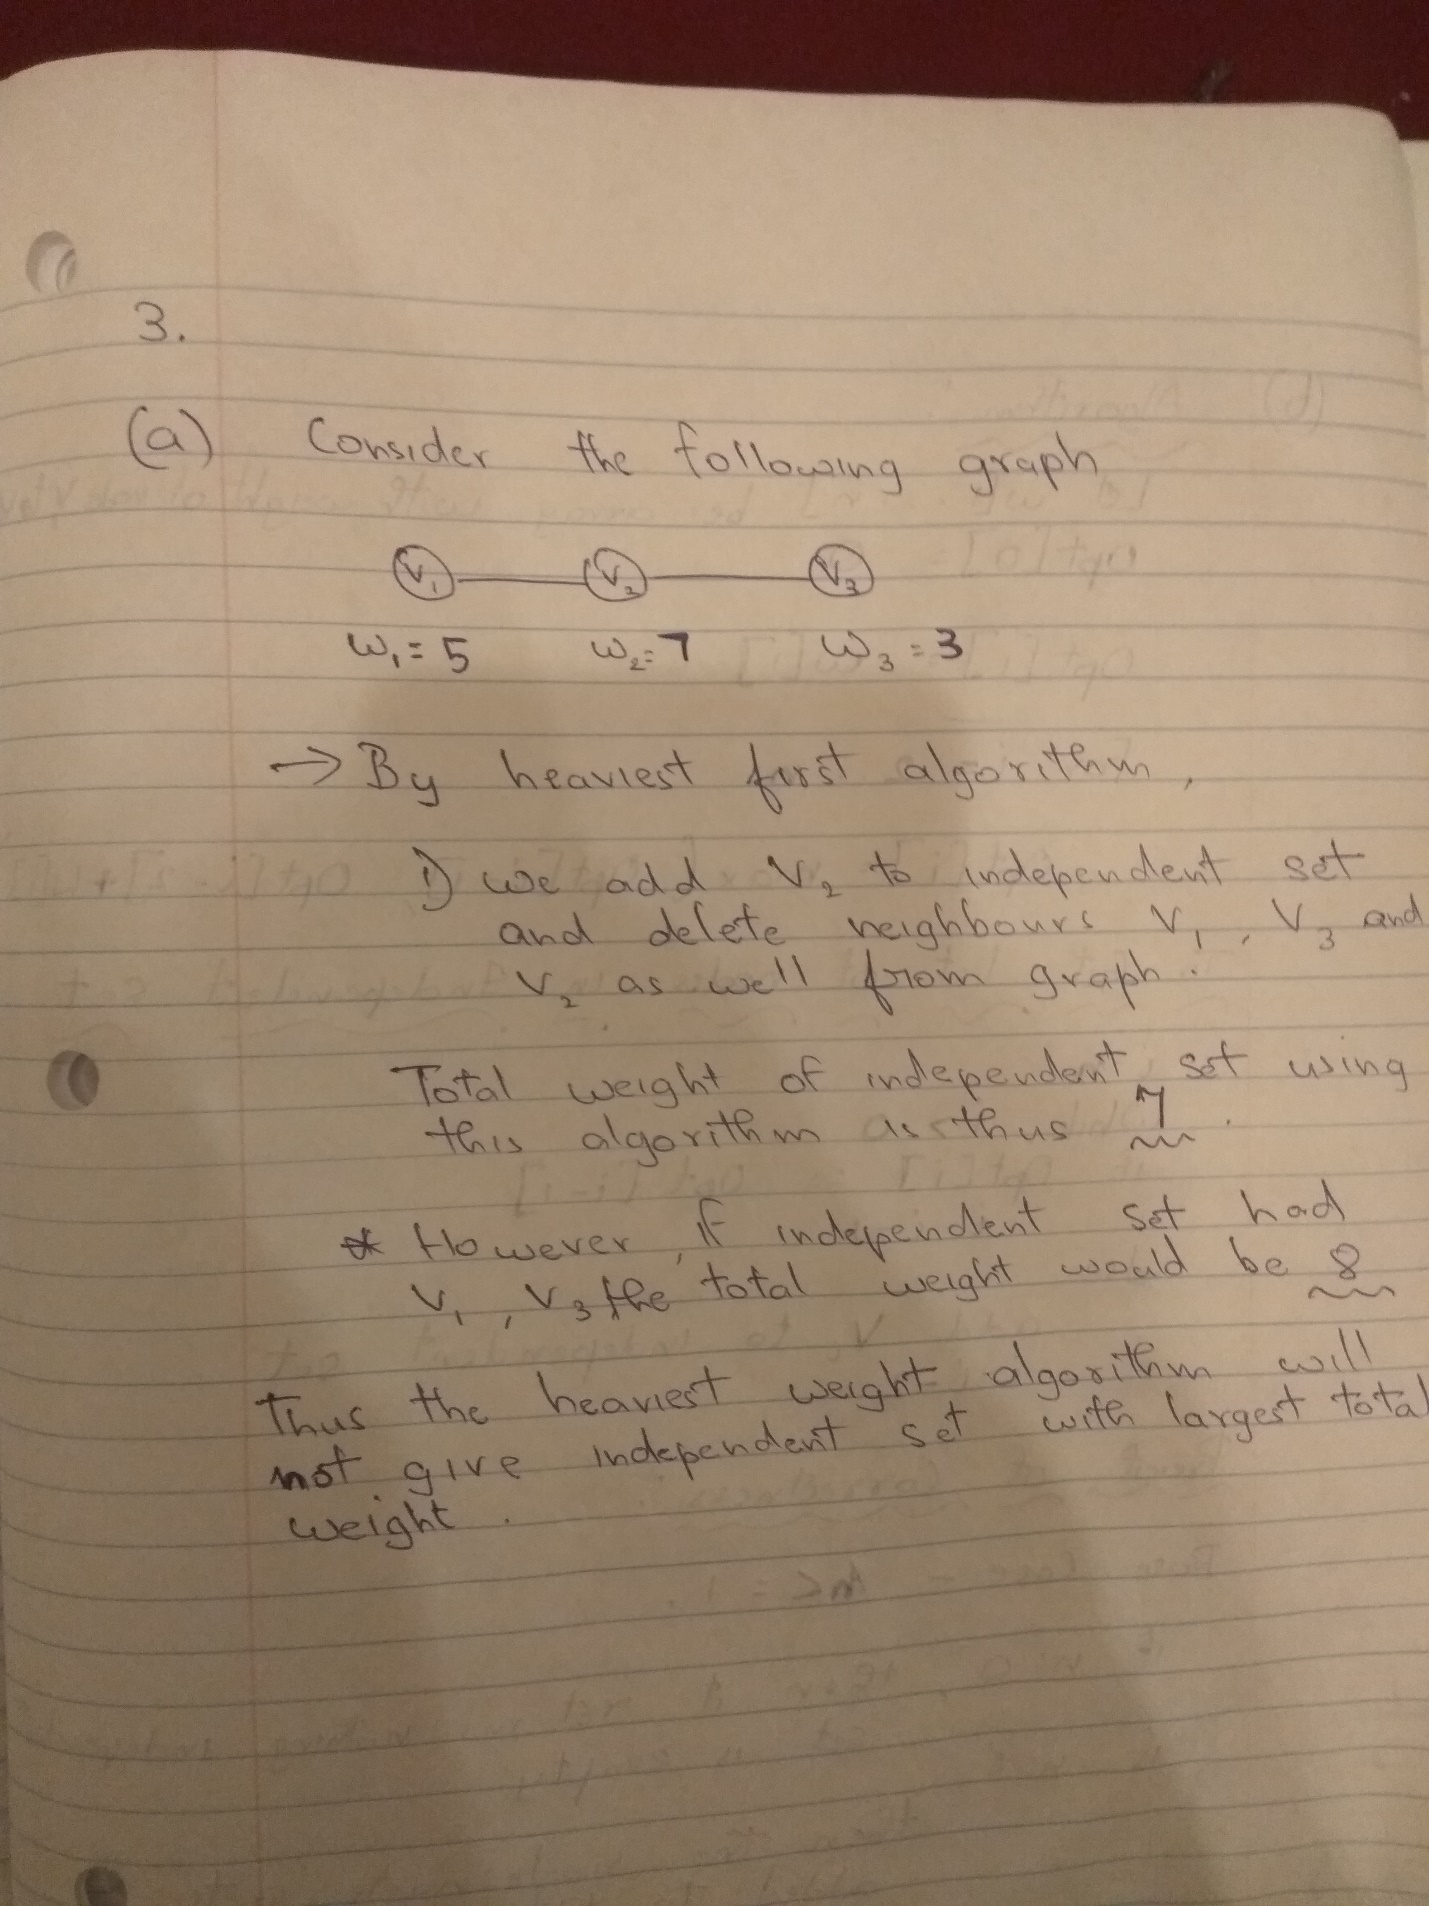 3.
(a) Consider the following graph
V₁ V₂ V₃
W₁ = 5 W₂ = 7 W₃ = 3
→ By heaviest first algorithm,
1) we add V₂ to independent set
and delete neighbours V₁, V₃ and
V₂ as well from graph.
Total weight of independent set using
this algorithm is thus 7.
* However, if independent set had
V₁, V₃ the total weight would be 8
Thus the heaviest weight algorithm will
not give independent set with largest total
weight.